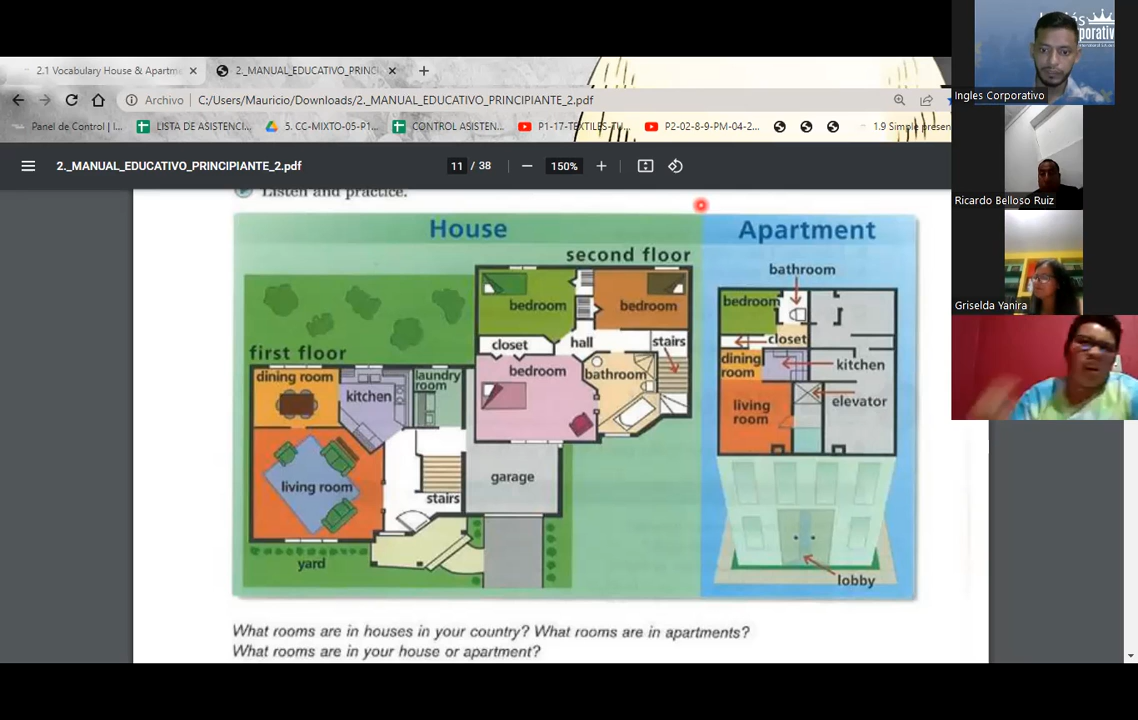 2.1 Vocabulary House & Apartme
2._MANUAL_EDUCATIVO_PRINCI
Archivo
C:/Users/Mauricio/Downloads/2._MANUAL_EDUCATIVO_PRINCIPIANTE_2.pdf
Panel de Control | I...
LISTA DE ASISTENCI...
5. CC-MIXTO-05-P1...
CONTROL ASISTEN...
P1-17-TEXTILES-TU...
P2-02-8-9-PM-04-2...
1.9 Simple presen
2._MANUAL_EDUCATIVO_PRINCIPIANTE_2.pdf
11 / 38
150%
Listen and practice.
House
Apartment
second floor
bathroom
bedroom
bedroom
bedroom
closet
hall
stairs
closet
first floor
dining room
kitchen
laundry
room
bedroom
bathroom
dining
room
kitchen
living
room
elevator
living room
garage
stairs
yard
lobby
What rooms are in houses in your country? What rooms are in apartments?
What rooms are in your house or apartment?
Ingles Corporativo
Ricardo Belloso Ruiz
Griselda Yanira